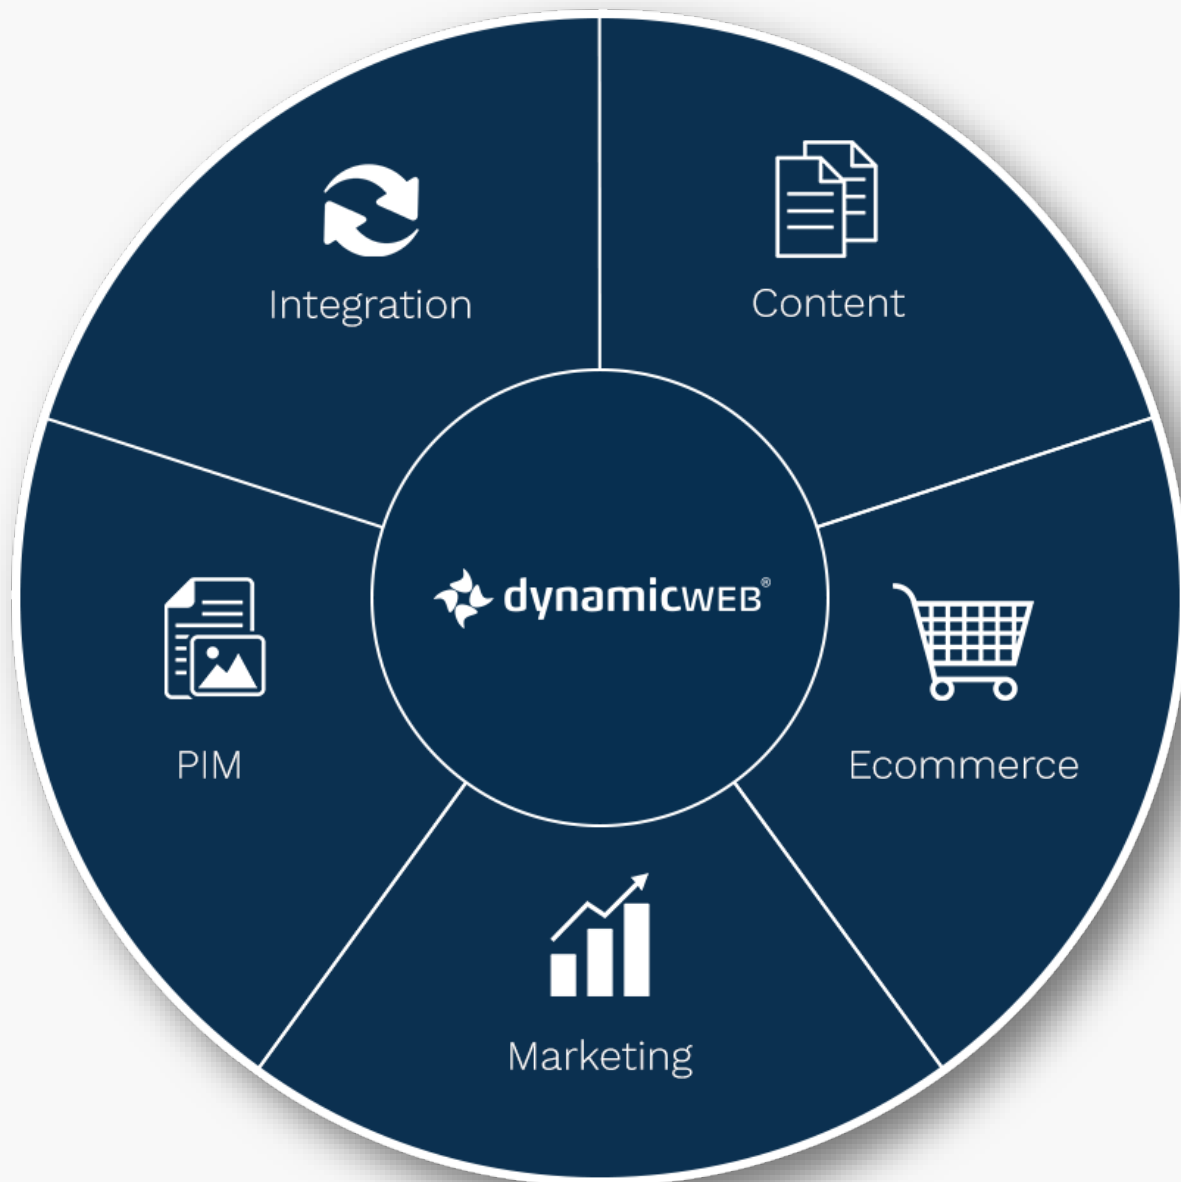 Integration
Content
dynamicWEB®
PIM
Ecommerce
Marketing